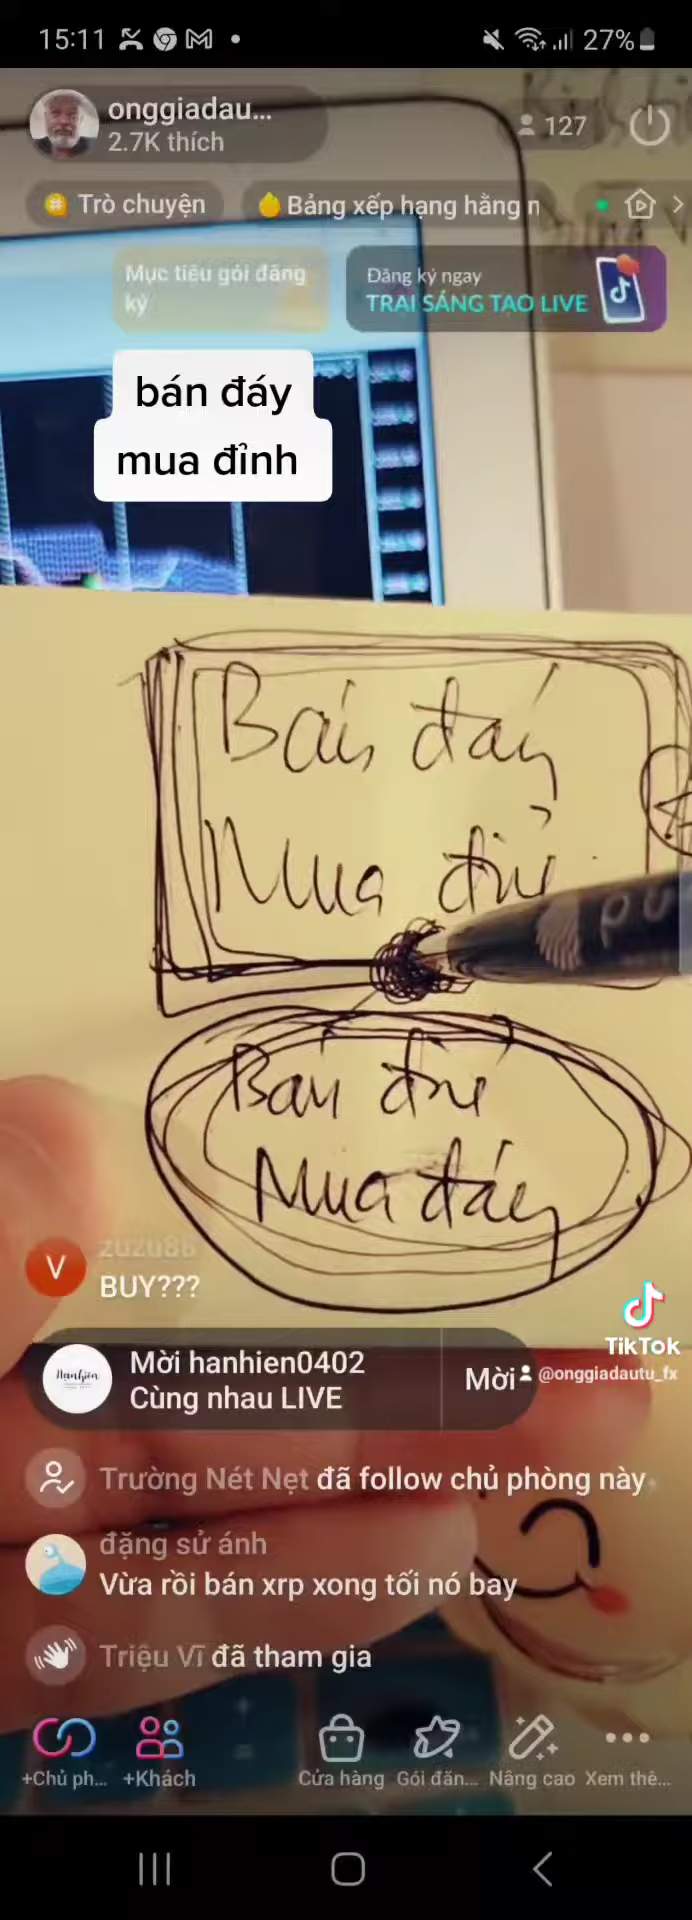 15:11
27%
onggiadau...
2.7K thích
127
Trò chuyện
Bảng xếp hạng hằng n
Mục tiêu gói đăng
ký
Đăng ký ngay
TRẠI SÁNG TẠO LIVE
bán đáy
mua đỉnh
Bán đáy
Mua đỉ
Bán đỉ
Mua đáy
zuzu86
BUY???
TikTok
@onggiadautu_fx
Mời hanhien0402
Cùng nhau LIVE
Mời
Trường Nét Nẹt đã follow chủ phòng này
đặng sử ánh
Vừa rồi bán xrp xong tối nó bay
Triệu Vĩ đã tham gia
+Chủ ph... +Khách Cửa hàng Gói đăn... Nâng cao Xem thê...